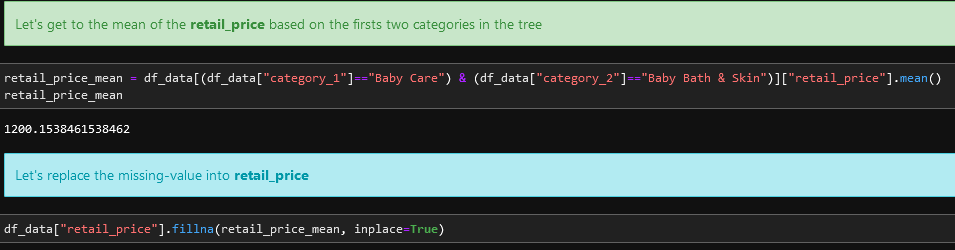 Let's get to the mean of the retail_price based on the firsts two categories in the tree
retail_price_mean = df_data[(df_data["category_1"]=="Baby Care") & (df_data["category_2"]=="Baby Bath & Skin")]["retail_price"].mean()
retail_price_mean
1200.1538461538462
Let's replace the missing-value into retail_price
df_data["retail_price"].fillna(retail_price_mean, inplace=True)